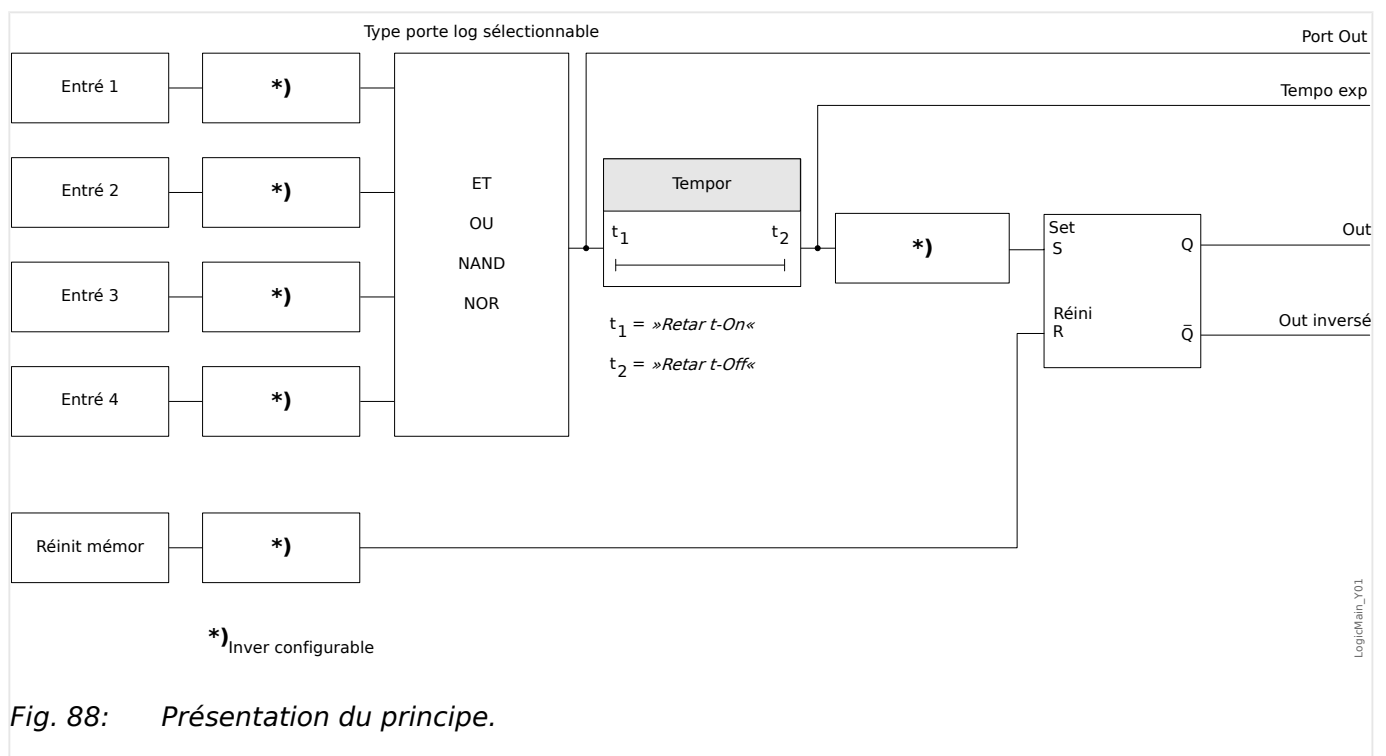 Type porte log sélectionnable
Port Out
Entré 1
*)
Tempo exp
Entré 2
*)
ET
OU
NAND
NOR
Tempor
t1
t2
*)
Set
S
Q
Out
Entré 3
*)
t1 = »Retar t-On«
t2 = »Retar t-Off«
Réini
R
Q̅
Out inversé
Entré 4
*)
Réinit mémor
*)
*)Inver configurable
LogicMain_Y01
Fig. 88: Présentation du principe.